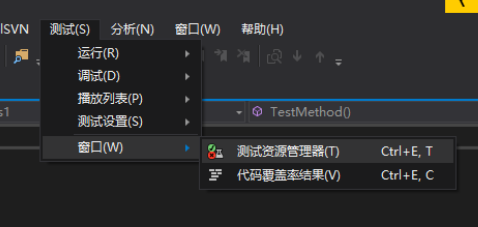 lSVN 测试(S) 分析(N) 窗口(W) 帮助(H)
运行(R)
调试(D)
播放列表(P)
测试设置(S)
s1 TestMethod()
窗口(W)
测试资源管理器(T) Ctrl+E, T
代码覆盖率结果(V) Ctrl+E, C